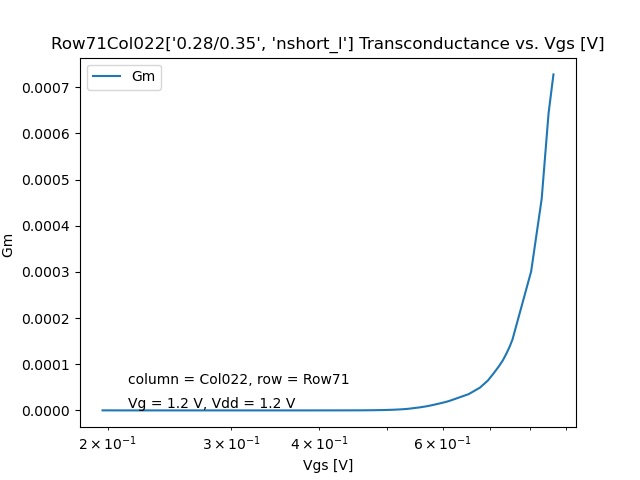 Row71Col022['0.28/0.35', 'nshort_l'] Transconductance vs. Vgs [V]
Gm
0.0007
0.0006
0.0005
0.0004
0.0003
0.0002
0.0001
0.0000
Gm
column = Col022, row = Row71
Vg = 1.2 V, Vdd = 1.2 V
2 × 10⁻¹ 3 × 10⁻¹ 4 × 10⁻¹ 6 × 10⁻¹
Vgs [V]